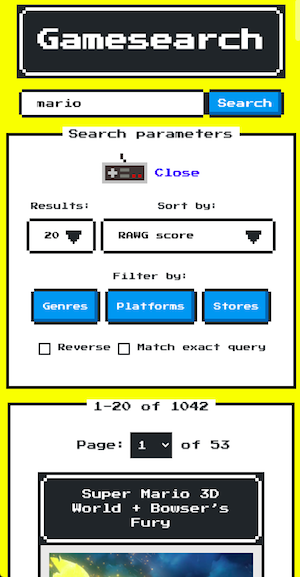 Gamesearch
mario
Search
Search parameters
Close
Results:
Sort by:
20
RAWG score
Filter by:
Genres
Platforms
Stores
Reverse
Match exact query
1-20 of 1042
Page: 1 of 53
Super Mario 3D
World + Bowser's
Fury